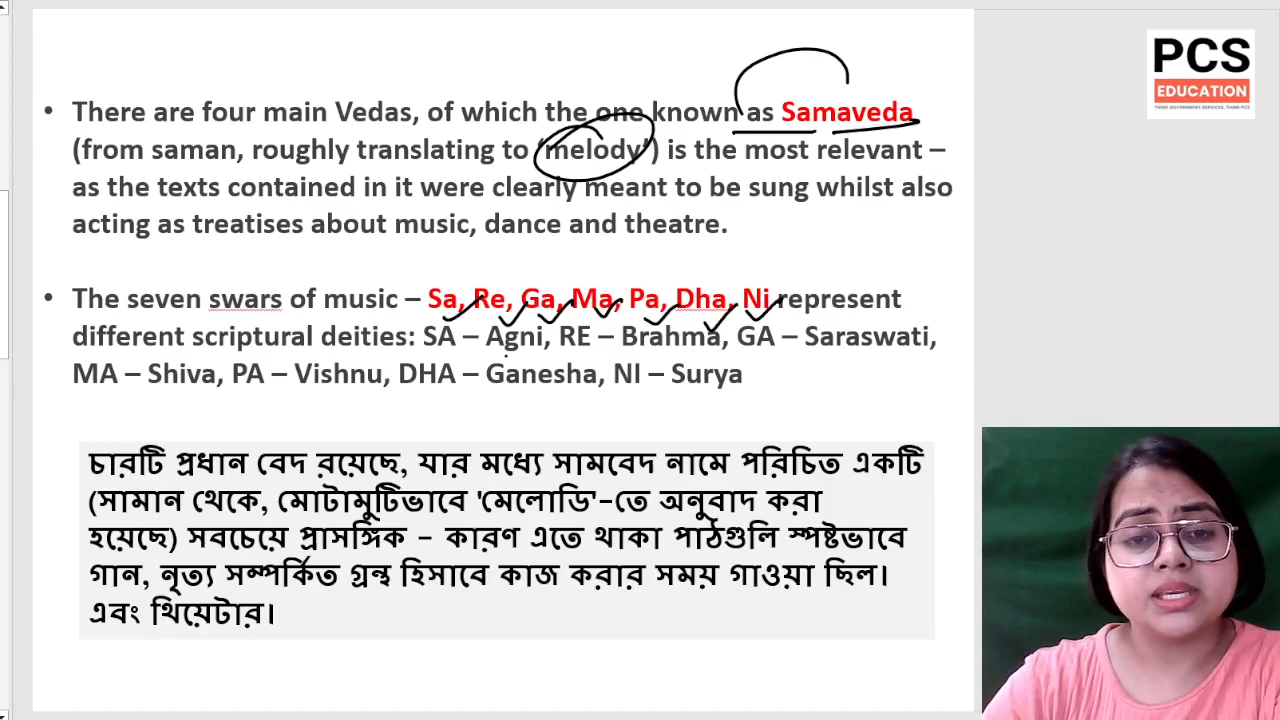 PCS
EDUCATION
THINK GOVERNMENT SERVICES, THINK PCS
• There are four main Vedas, of which the one known as Samaveda
(from saman, roughly translating to 'melody') is the most relevant –
as the texts contained in it were clearly meant to be sung whilst also
acting as treatises about music, dance and theatre.
• The seven swars of music – Sa, Re, Ga, Ma, Pa, Dha, Ni represent
different scriptural deities: SA – Agni, RE – Brahma, GA – Saraswati,
MA – Shiva, PA – Vishnu, DHA – Ganesha, NI – Surya
চারটি প্রধান বেদ রয়েছে, যার মধ্যে সামবেদ নামে পরিচিত একটি
(সামান থেকে, মোটামুটিভাবে 'মেলোডি'-তে অনুবাদ করা
হয়েছে) সবচেয়ে প্রাসঙ্গিক - কারণ এতে থাকা পাঠগুলি স্পষ্টভাবে
গান, নৃত্য সম্পর্কিত গ্রন্থ হিসাবে কাজ করার সময় গাওয়া ছিল।
এবং থিয়েটার।